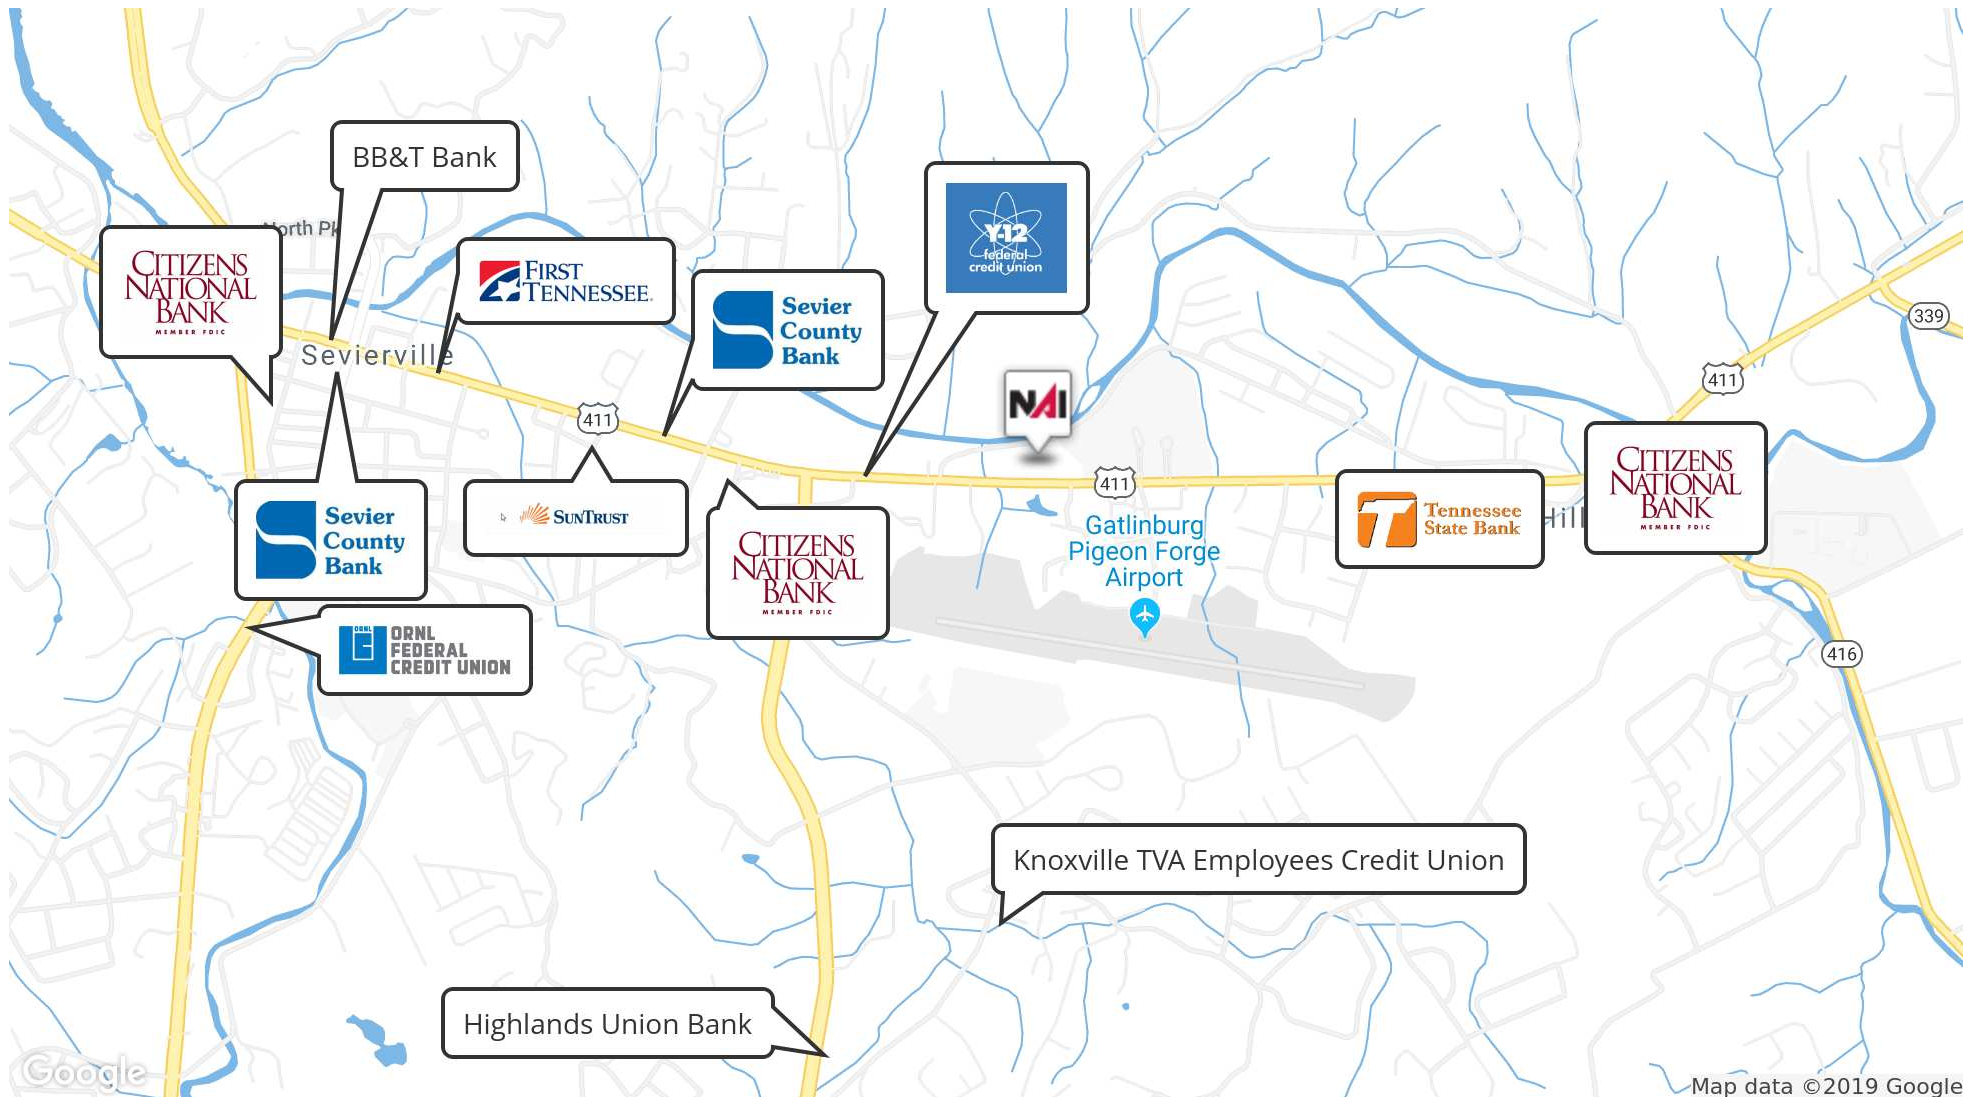 BB&T Bank
North Pk
CITIZENS
NATIONAL
BANK
MEMBER FDIC
FIRST
TENNESSEE
Sevier
County
Bank
Y-12
federal
credit union
339
Sevierville
411
NAI
411
411
SUNTRUST
Sevier
County
Bank
CITIZENS
NATIONAL
BANK
MEMBER FDIC
Gatlinburg
Pigeon Forge
Airport
Tennessee
State Bank
Hill
CITIZENS
NATIONAL
BANK
MEMBER FDIC
ORNL
ORNL
FEDERAL
CREDIT UNION
416
Knoxville TVA Employees Credit Union
Highlands Union Bank
Google
Map data ©2019 Google